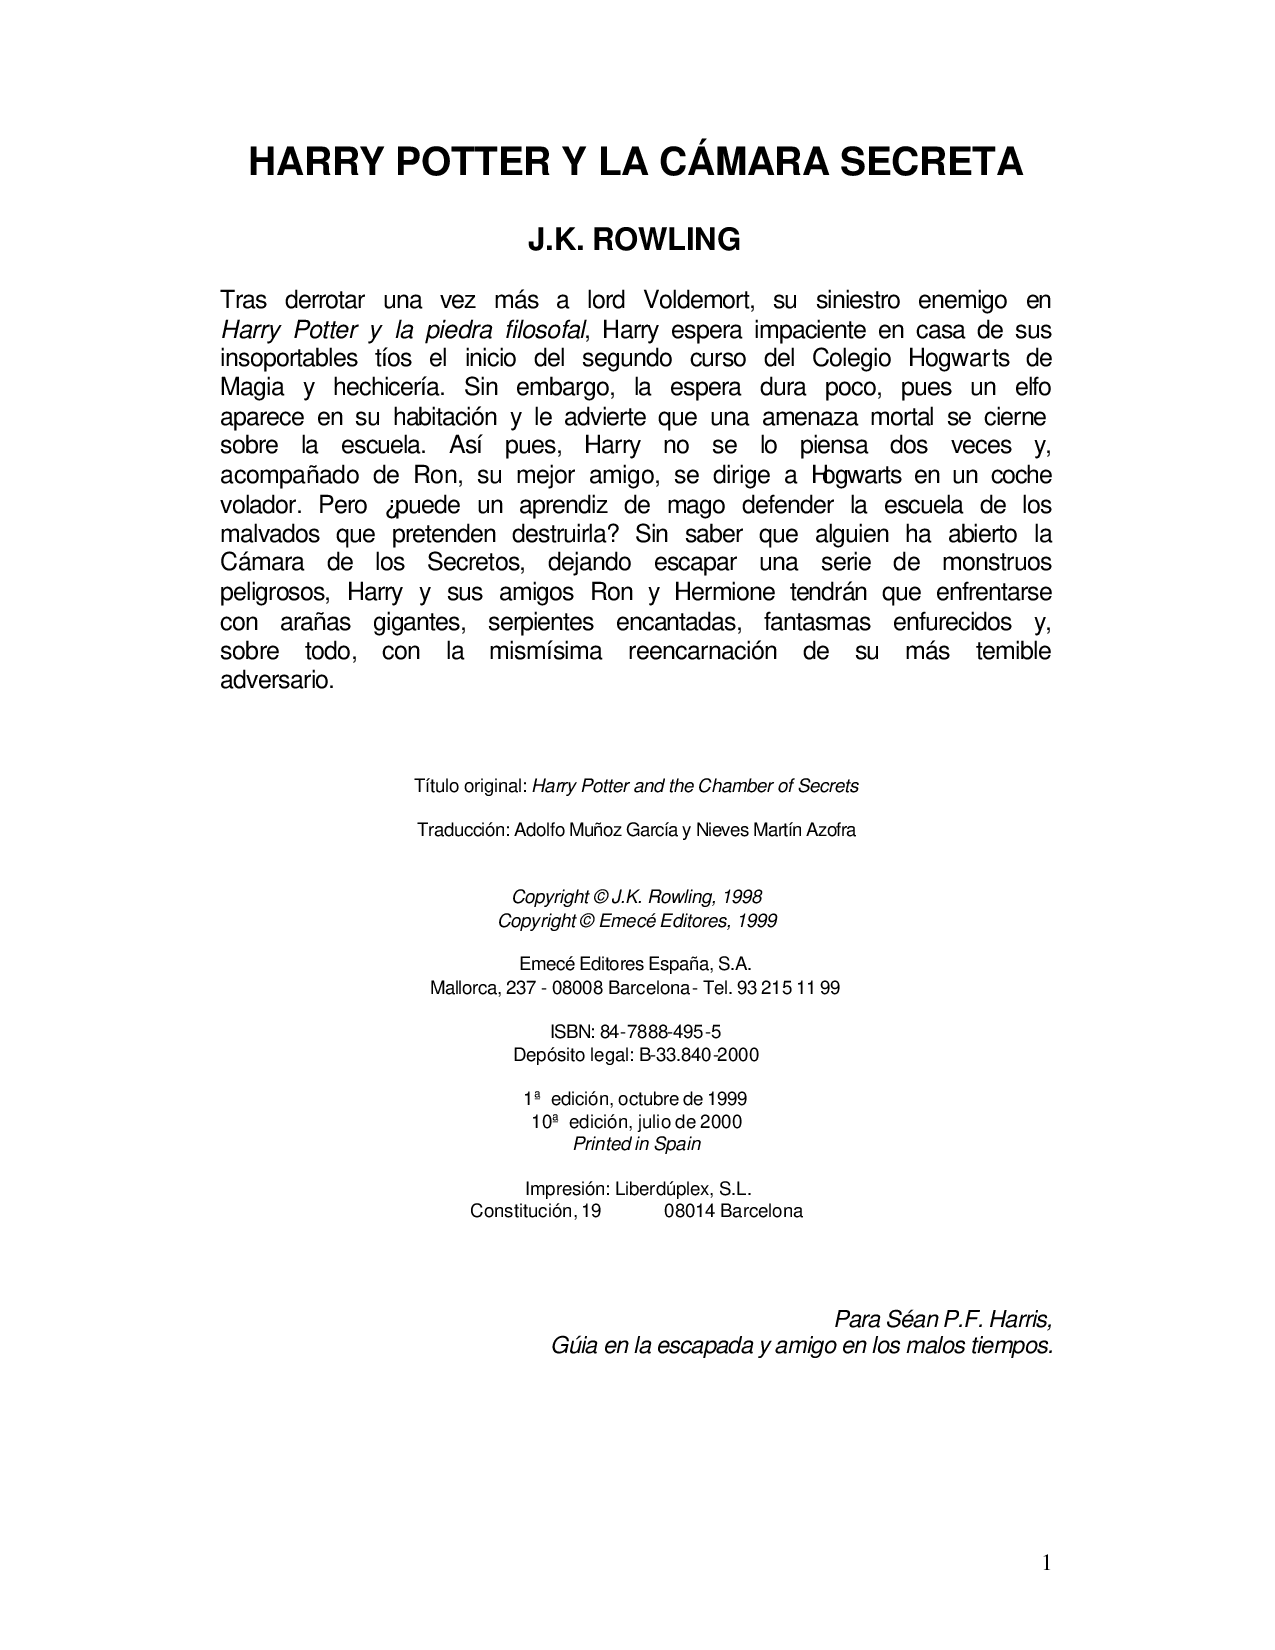 HARRY POTTER Y LA CÁMARA SECRETA
J.K. ROWLING
Tras derrotar una vez más a lord Voldemort, su siniestro enemigo en
Harry Potter y la piedra filosofal, Harry espera impaciente en casa de sus
insoportables tíos el inicio del segundo curso del Colegio Hogwarts de
Magia y hechicería. Sin embargo, la espera dura poco, pues un elfo
aparece en su habitación y le advierte que una amenaza mortal se cierne
sobre la escuela. Así pues, Harry no se lo piensa dos veces y,
acompañado de Ron, su mejor amigo, se dirige a Hogwarts en un coche
volador. Pero ¿puede un aprendiz de mago defender la escuela de los
malvados que pretenden destruirla? Sin saber que alguien ha abierto la
Cámara de los Secretos, dejando escapar una serie de monstruos
peligrosos, Harry y sus amigos Ron y Hermione tendrán que enfrentarse
con arañas gigantes, serpientes encantadas, fantasmas enfurecidos y,
sobre todo, con la mismísima reencarnación de su más temible
adversario.
Título original: Harry Potter and the Chamber of Secrets
Traducción: Adolfo Muñoz García y Nieves Martín Azofra
Copyright © J.K. Rowling, 1998
Copyright © Emecé Editores, 1999
Emecé Editores España, S.A.
Mallorca, 237 - 08008 Barcelona - Tel. 93 215 11 99
ISBN: 84-7888-495-5
Depósito legal: B-33.840-2000
1ª edición, octubre de 1999
10ª edición, julio de 2000
Printed in Spain
Impresión: Liberdúplex, S.L.
Constitución, 19 08014 Barcelona
Para Séan P.F. Harris,
Gúia en la escapada y amigo en los malos tiempos.
1